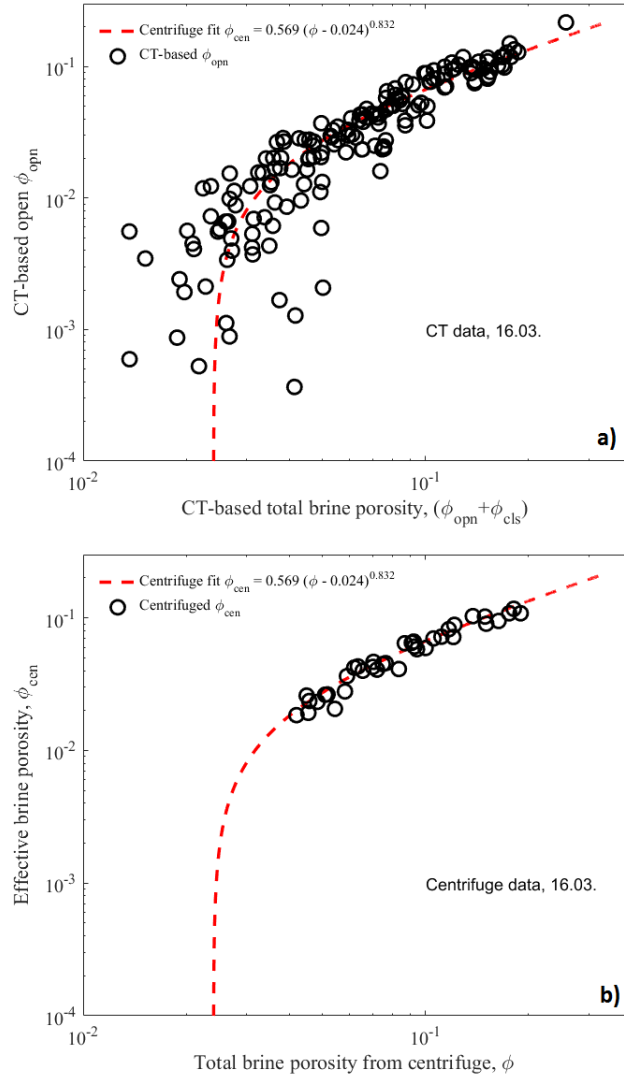 Centrifuge fit ϕcen = 0.569 (ϕ - 0.024)^0.832
CT-based ϕopn
10^-1
10^-2
10^-3
10^-4
CT-based open ϕopn
CT data, 16.03.
a)
10^-2
10^-1
CT-based total brine porosity, (ϕopn+ϕcls)
Centrifuge fit ϕcen = 0.569 (ϕ - 0.024)^0.832
Centrifuged ϕcen
10^-1
10^-2
10^-3
10^-4
Effective brine porosity, ϕcen
Centrifuge data, 16.03.
b)
10^-2
10^-1
Total brine porosity from centrifuge, ϕ